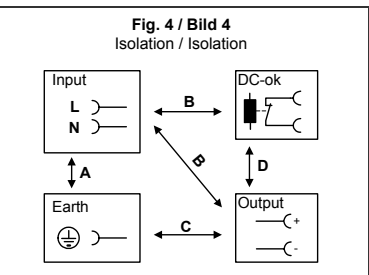 Fig. 4 / Bild 4
Isolation / Isolation
Input
L
N
B
DC-ok
A
B
D
Earth
C
Output
+
-